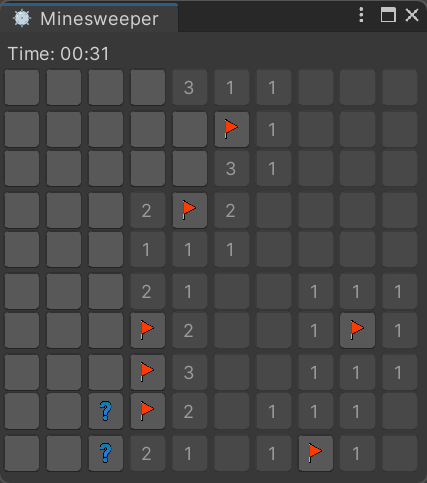 Minesweeper
Time: 00:31
3 1 1
1
3 1
2 2
1 1 1
2 1 1 1 1
2 1 1
3 1 1 1
? 2 1 1 1
? 2 1 1 1